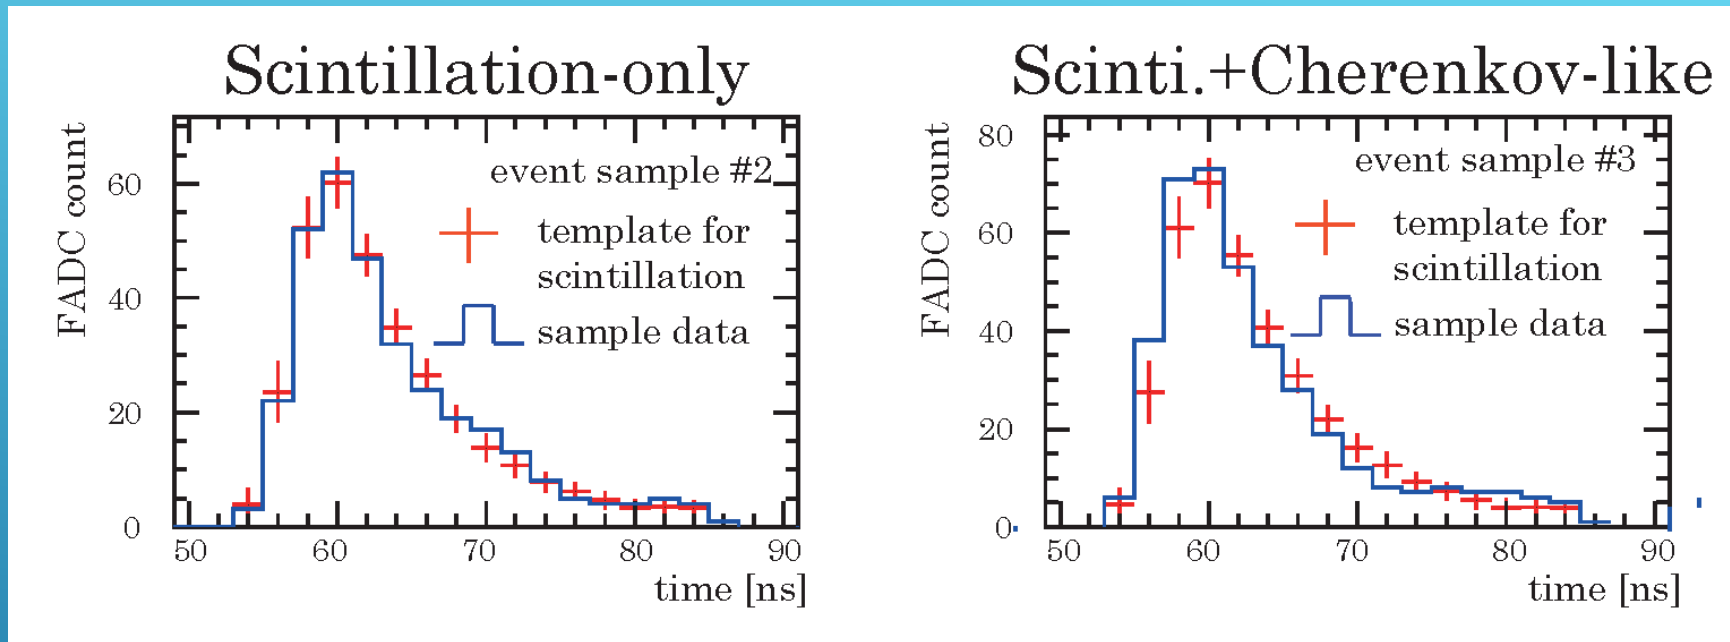 Scintillation-only
FADC count
60
40
20
0
event sample #2
template for
scintillation
sample data
50 60 70 80 90
time [ns]
Scinti.+Cherenkov-like
FADC count
80
60
40
20
0
event sample #3
template for
scintillation
sample data
50 60 70 80 90
time [ns]